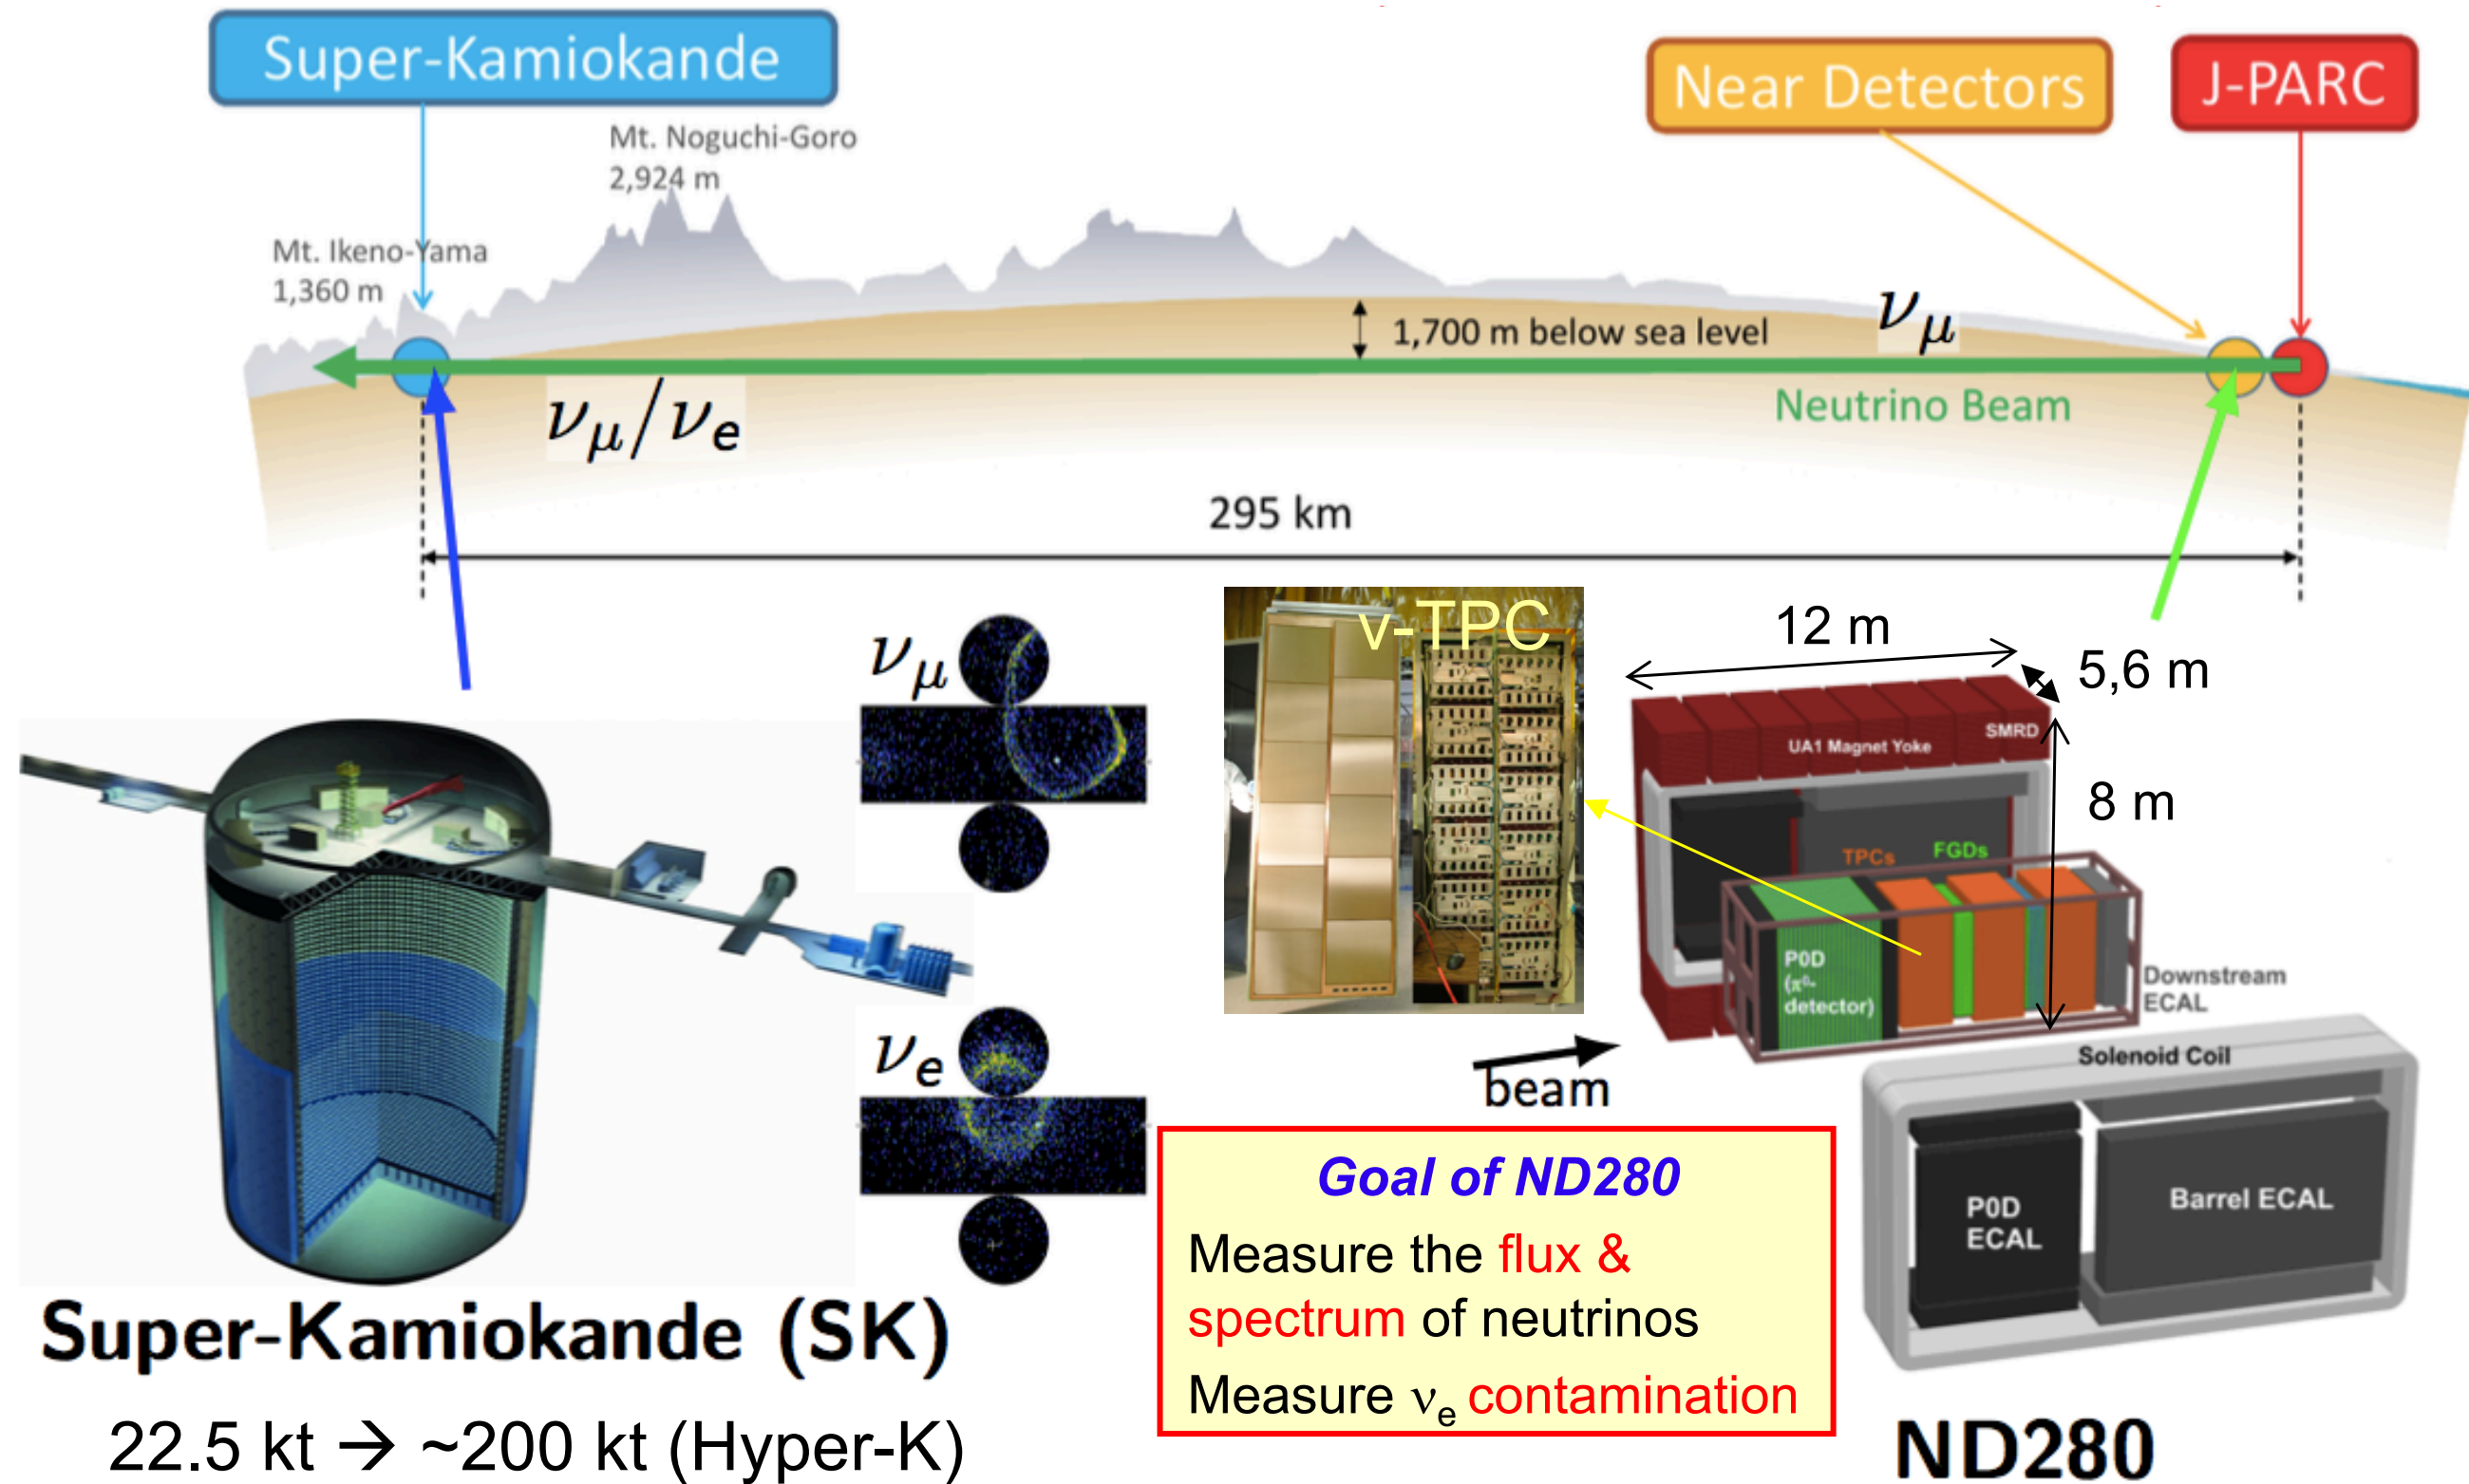 Super-Kamiokande
Near Detectors
J-PARC
Mt. Noguchi-Goro
2,924 m
Mt. Ikeno-Yama
1,360 m
1,700 m below sea level
νμ
νμ/νe
Neutrino Beam
295 km
νμ
ν-TPC
12 m
5,6 m
SMRD
UA1 Magnet Yoke
8 m
TPCs
FGDs
P0D
(π⁰-
detector)
Downstream
ECAL
νe
beam
Solenoid Coil
P0D
ECAL
Barrel ECAL
Goal of ND280
Measure the flux &
spectrum of neutrinos
Measure νe contamination
Super-Kamiokande (SK)
22.5 kt → ~200 kt (Hyper-K)
ND280